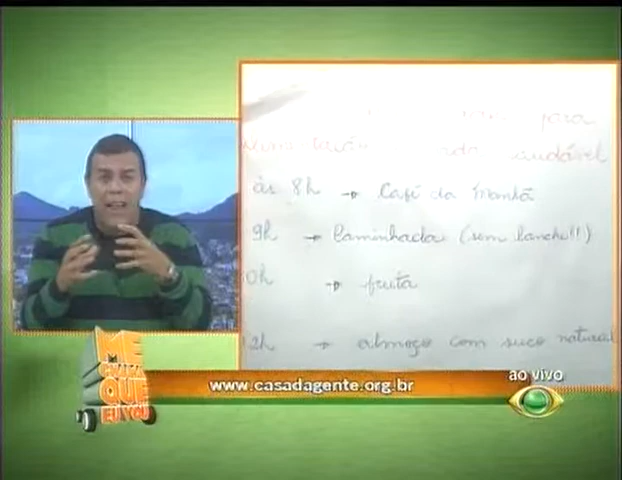 para
saudável
às 8h → Café da Manhã
9h → Caminhada (sem lanche!!)
0h → fruta
12h → almoço com suco natural
ME
CHAMA
QUE
EU VOU
www.casadagente.org.br
ao vivo